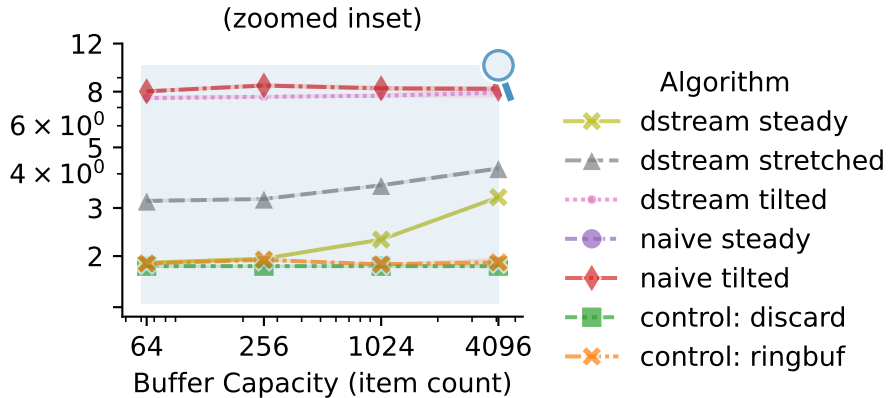 (zoomed inset)
12
8
6 × 10⁰
5
4 × 10⁰
3
2
64 256 1024 4096
Buffer Capacity (item count)
Algorithm
dstream steady
dstream stretched
dstream tilted
naive steady
naive tilted
control: discard
control: ringbuf